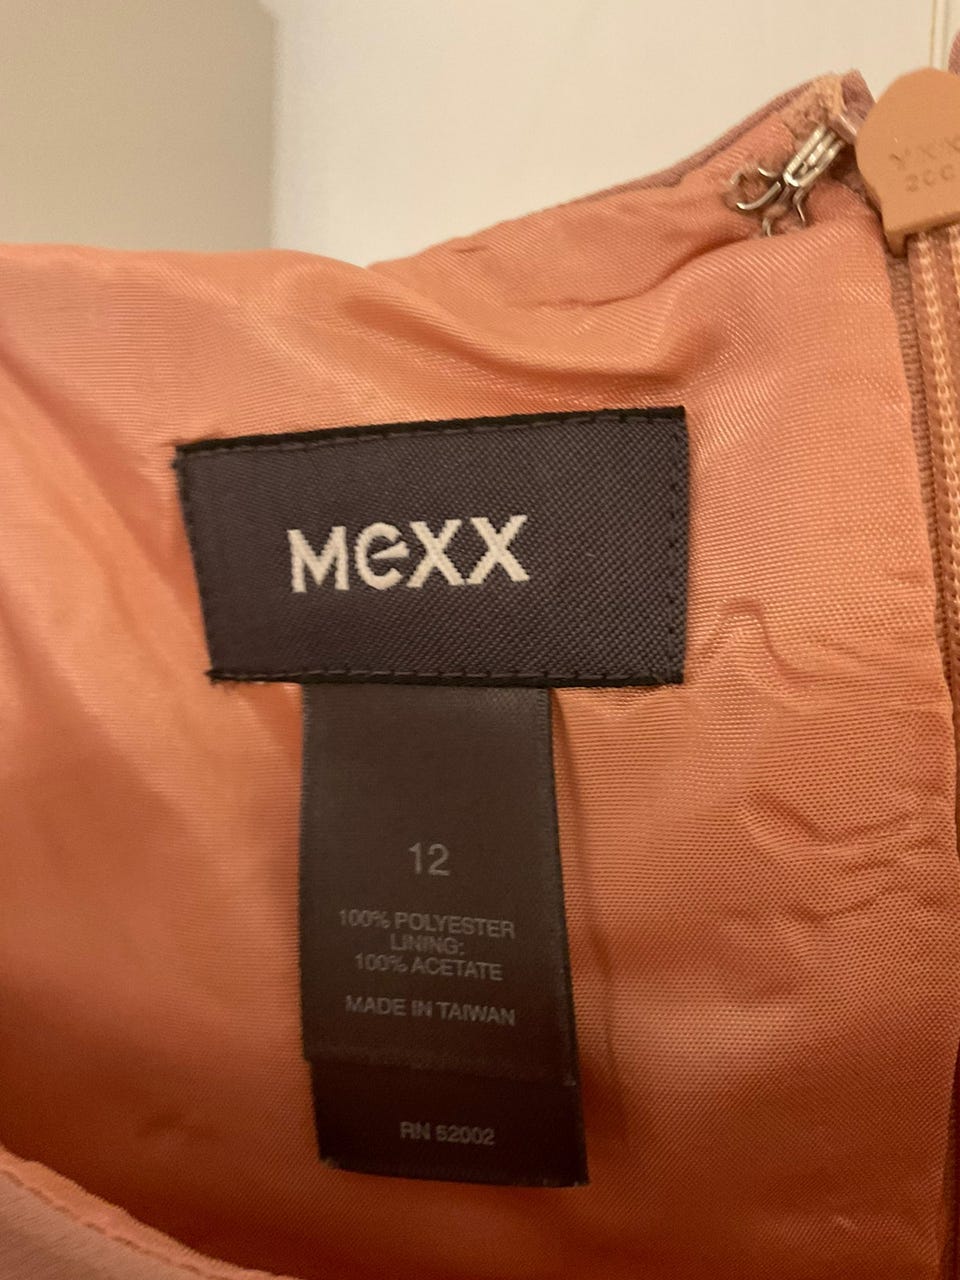 MEXX
12
100% POLYESTER
LINING:
100% ACETATE
MADE IN TAIWAN
RN 52002